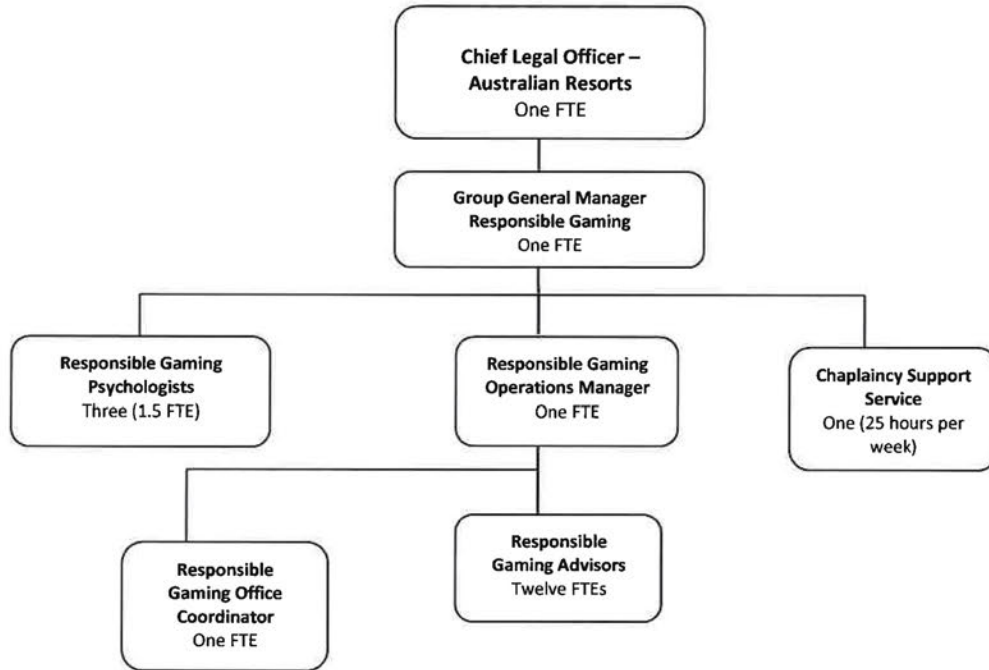 Chief Legal Officer –
Australian Resorts
One FTE
Group General Manager
Responsible Gaming
One FTE
Responsible Gaming
Psychologists
Three (1.5 FTE)
Responsible Gaming
Operations Manager
One FTE
Chaplaincy Support
Service
One (25 hours per
week)
Responsible
Gaming Office
Coordinator
One FTE
Responsible
Gaming Advisors
Twelve FTEs